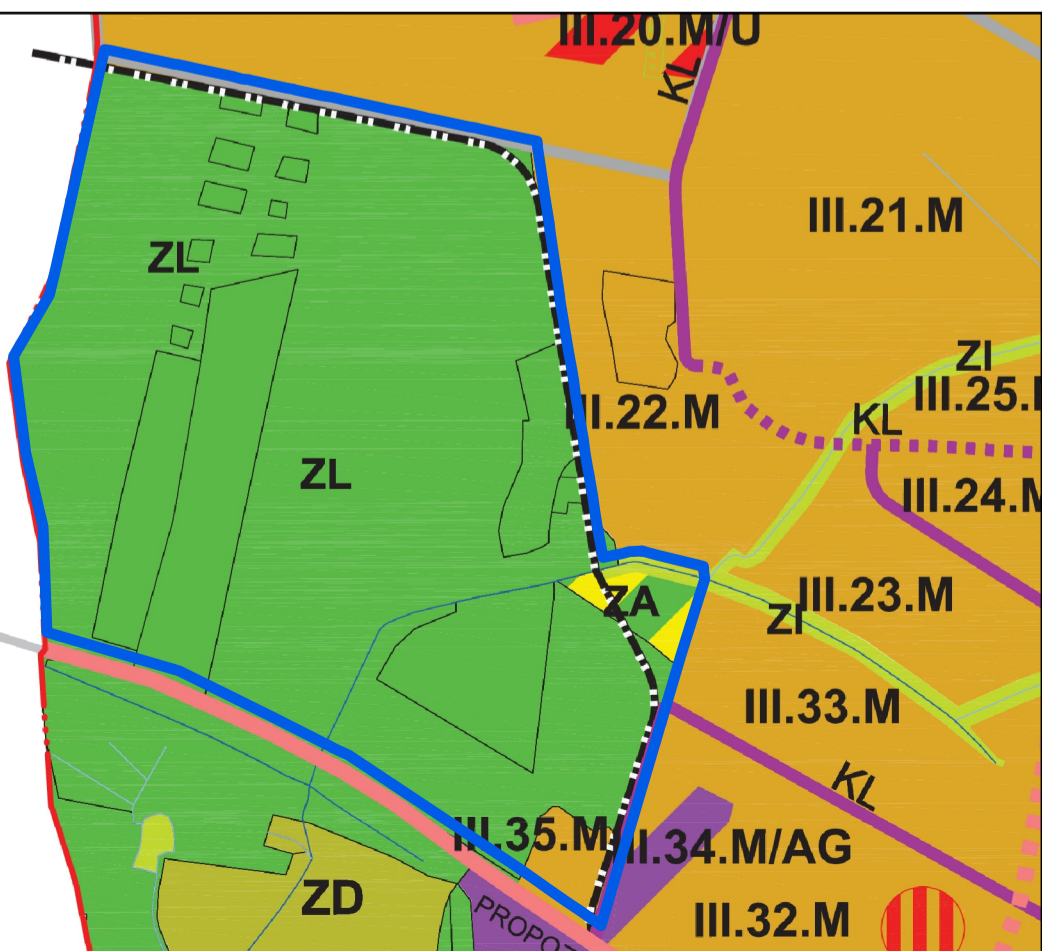 III.20.M/U
KL
III.21.M
ZL
ZI
III.25.
II.22.M
KL
ZL
III.24.M
ZA
III.23.M
ZI
III.33.M
KL
III.35.M/
II.34.M/AG
ZD
PROPOZ
III.32.M